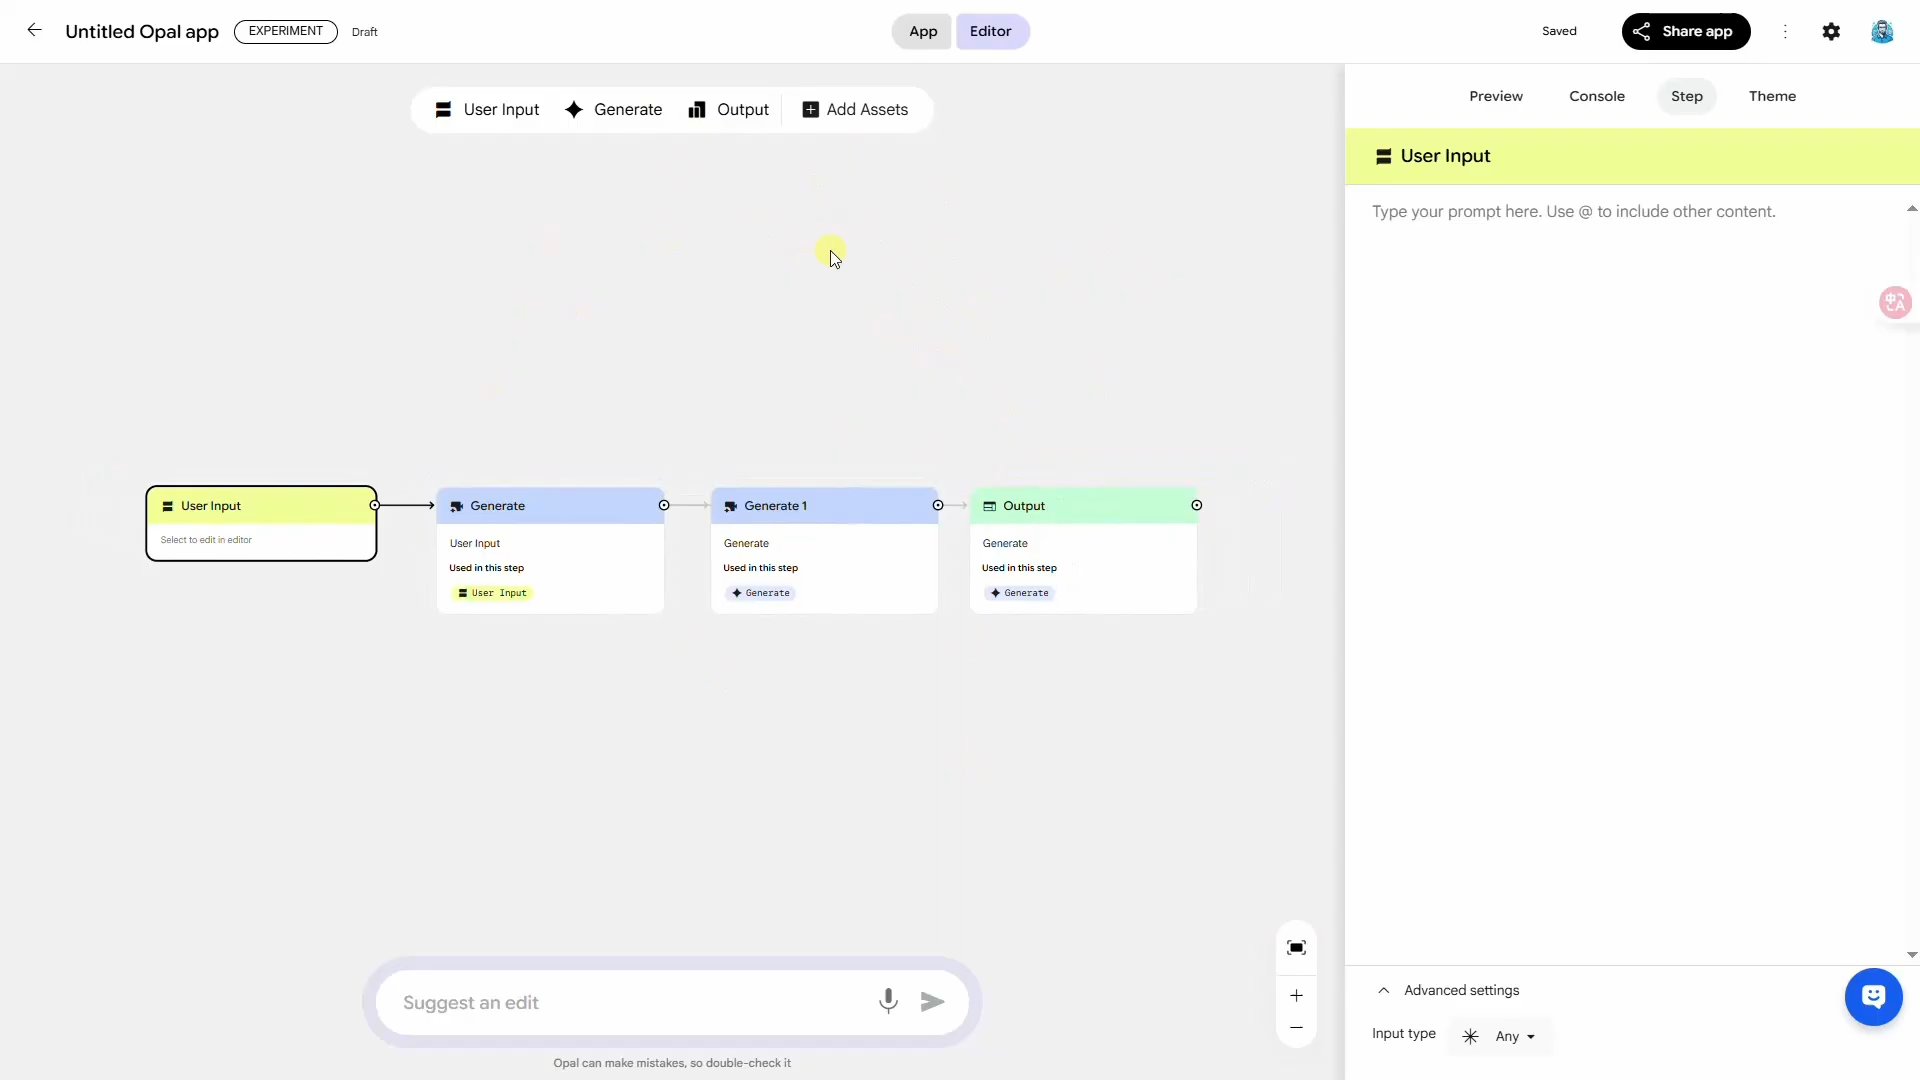 Untitled Opal app
EXPERIMENT
Draft
App
Editor
Saved
Share app
User Input
Generate
Output
Add Assets
Preview
Console
Step
Theme
User Input
Type your prompt here. Use @ to include other content.
中
A
User Input
Select to edit in editor
Generate
User Input
Used in this step
User Input
Generate 1
Generate
Used in this step
Generate
Output
Generate
Used in this step
Generate
Suggest an edit
Opal can make mistakes, so double-check it
Advanced settings
Input type
Any